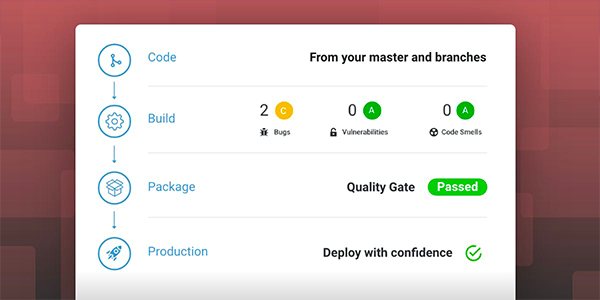 Code
From your master and branches
Build
2 C
0 A
0 A
Bugs
Vulnerabilities
Code Smells
Package
Quality Gate
Passed
Production
Deploy with confidence